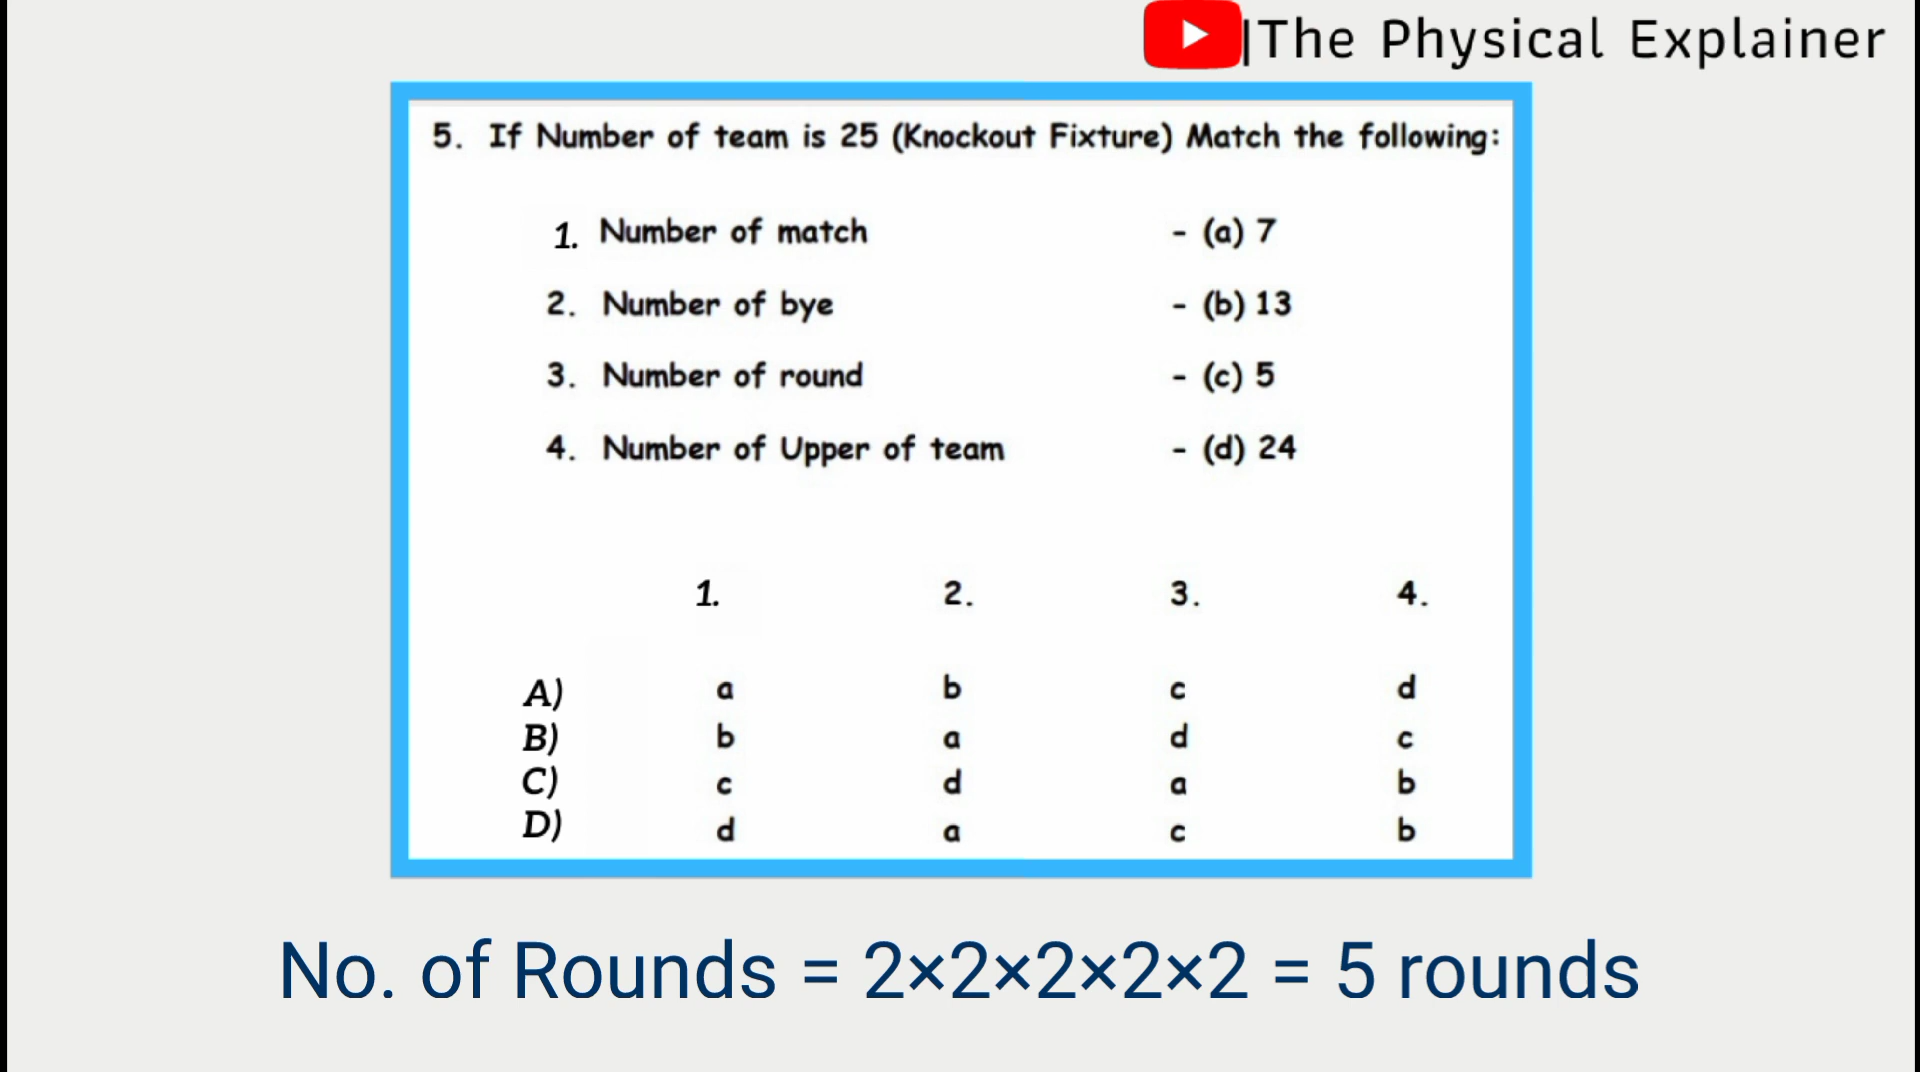 |The Physical Explainer
5. If Number of team is 25 (Knockout Fixture) Match the following:
1. Number of match - (a) 7
2. Number of bye - (b) 13
3. Number of round - (c) 5
4. Number of Upper of team - (d) 24
1. 2. 3. 4.
A) a b c d
B) b a d c
C) c d a b
D) d a c b
No. of Rounds = 2×2×2×2×2 = 5 rounds